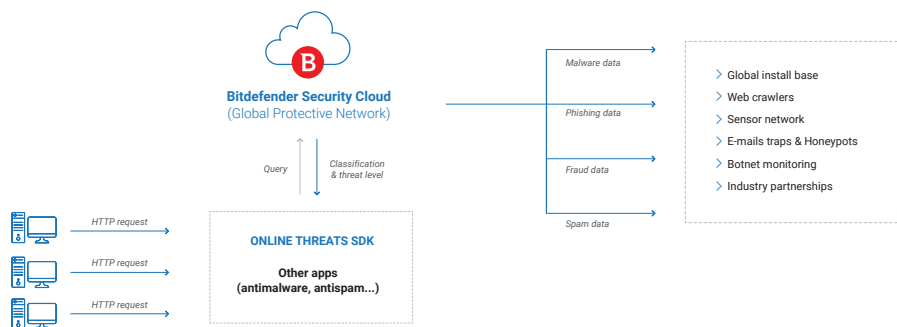 B
Bitdefender Security Cloud
(Global Protective Network)
Query
Classification
& threat level
HTTP request
HTTP request
HTTP request
ONLINE THREATS SDK
Other apps
(antimalware, antispam...)
Malware data
Phishing data
Fraud data
Spam data
Global install base
Web crawlers
Sensor network
E-mails traps & Honeypots
Botnet monitoring
Industry partnerships